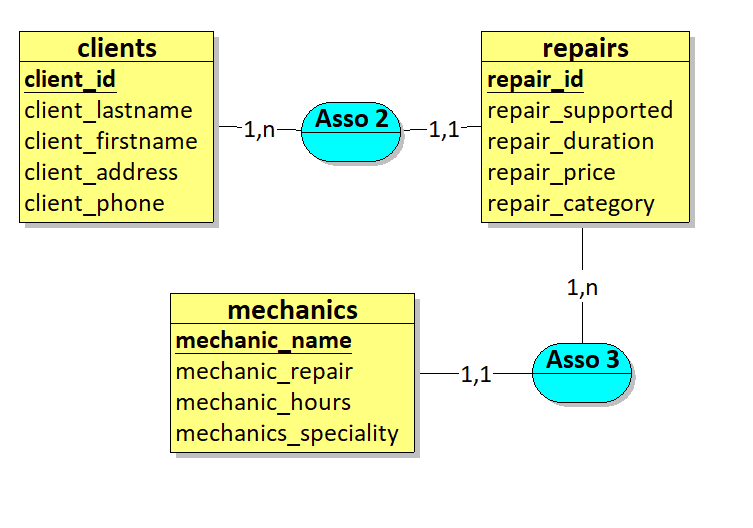 clients
client_id
client_lastname
client_firstname
client_address
client_phone
1,n
Asso 2
1,1
repairs
repair_id
repair_supported
repair_duration
repair_price
repair_category
1,n
mechanics
mechanic_name
mechanic_repair
mechanic_hours
mechanics_speciality
1,1
Asso 3